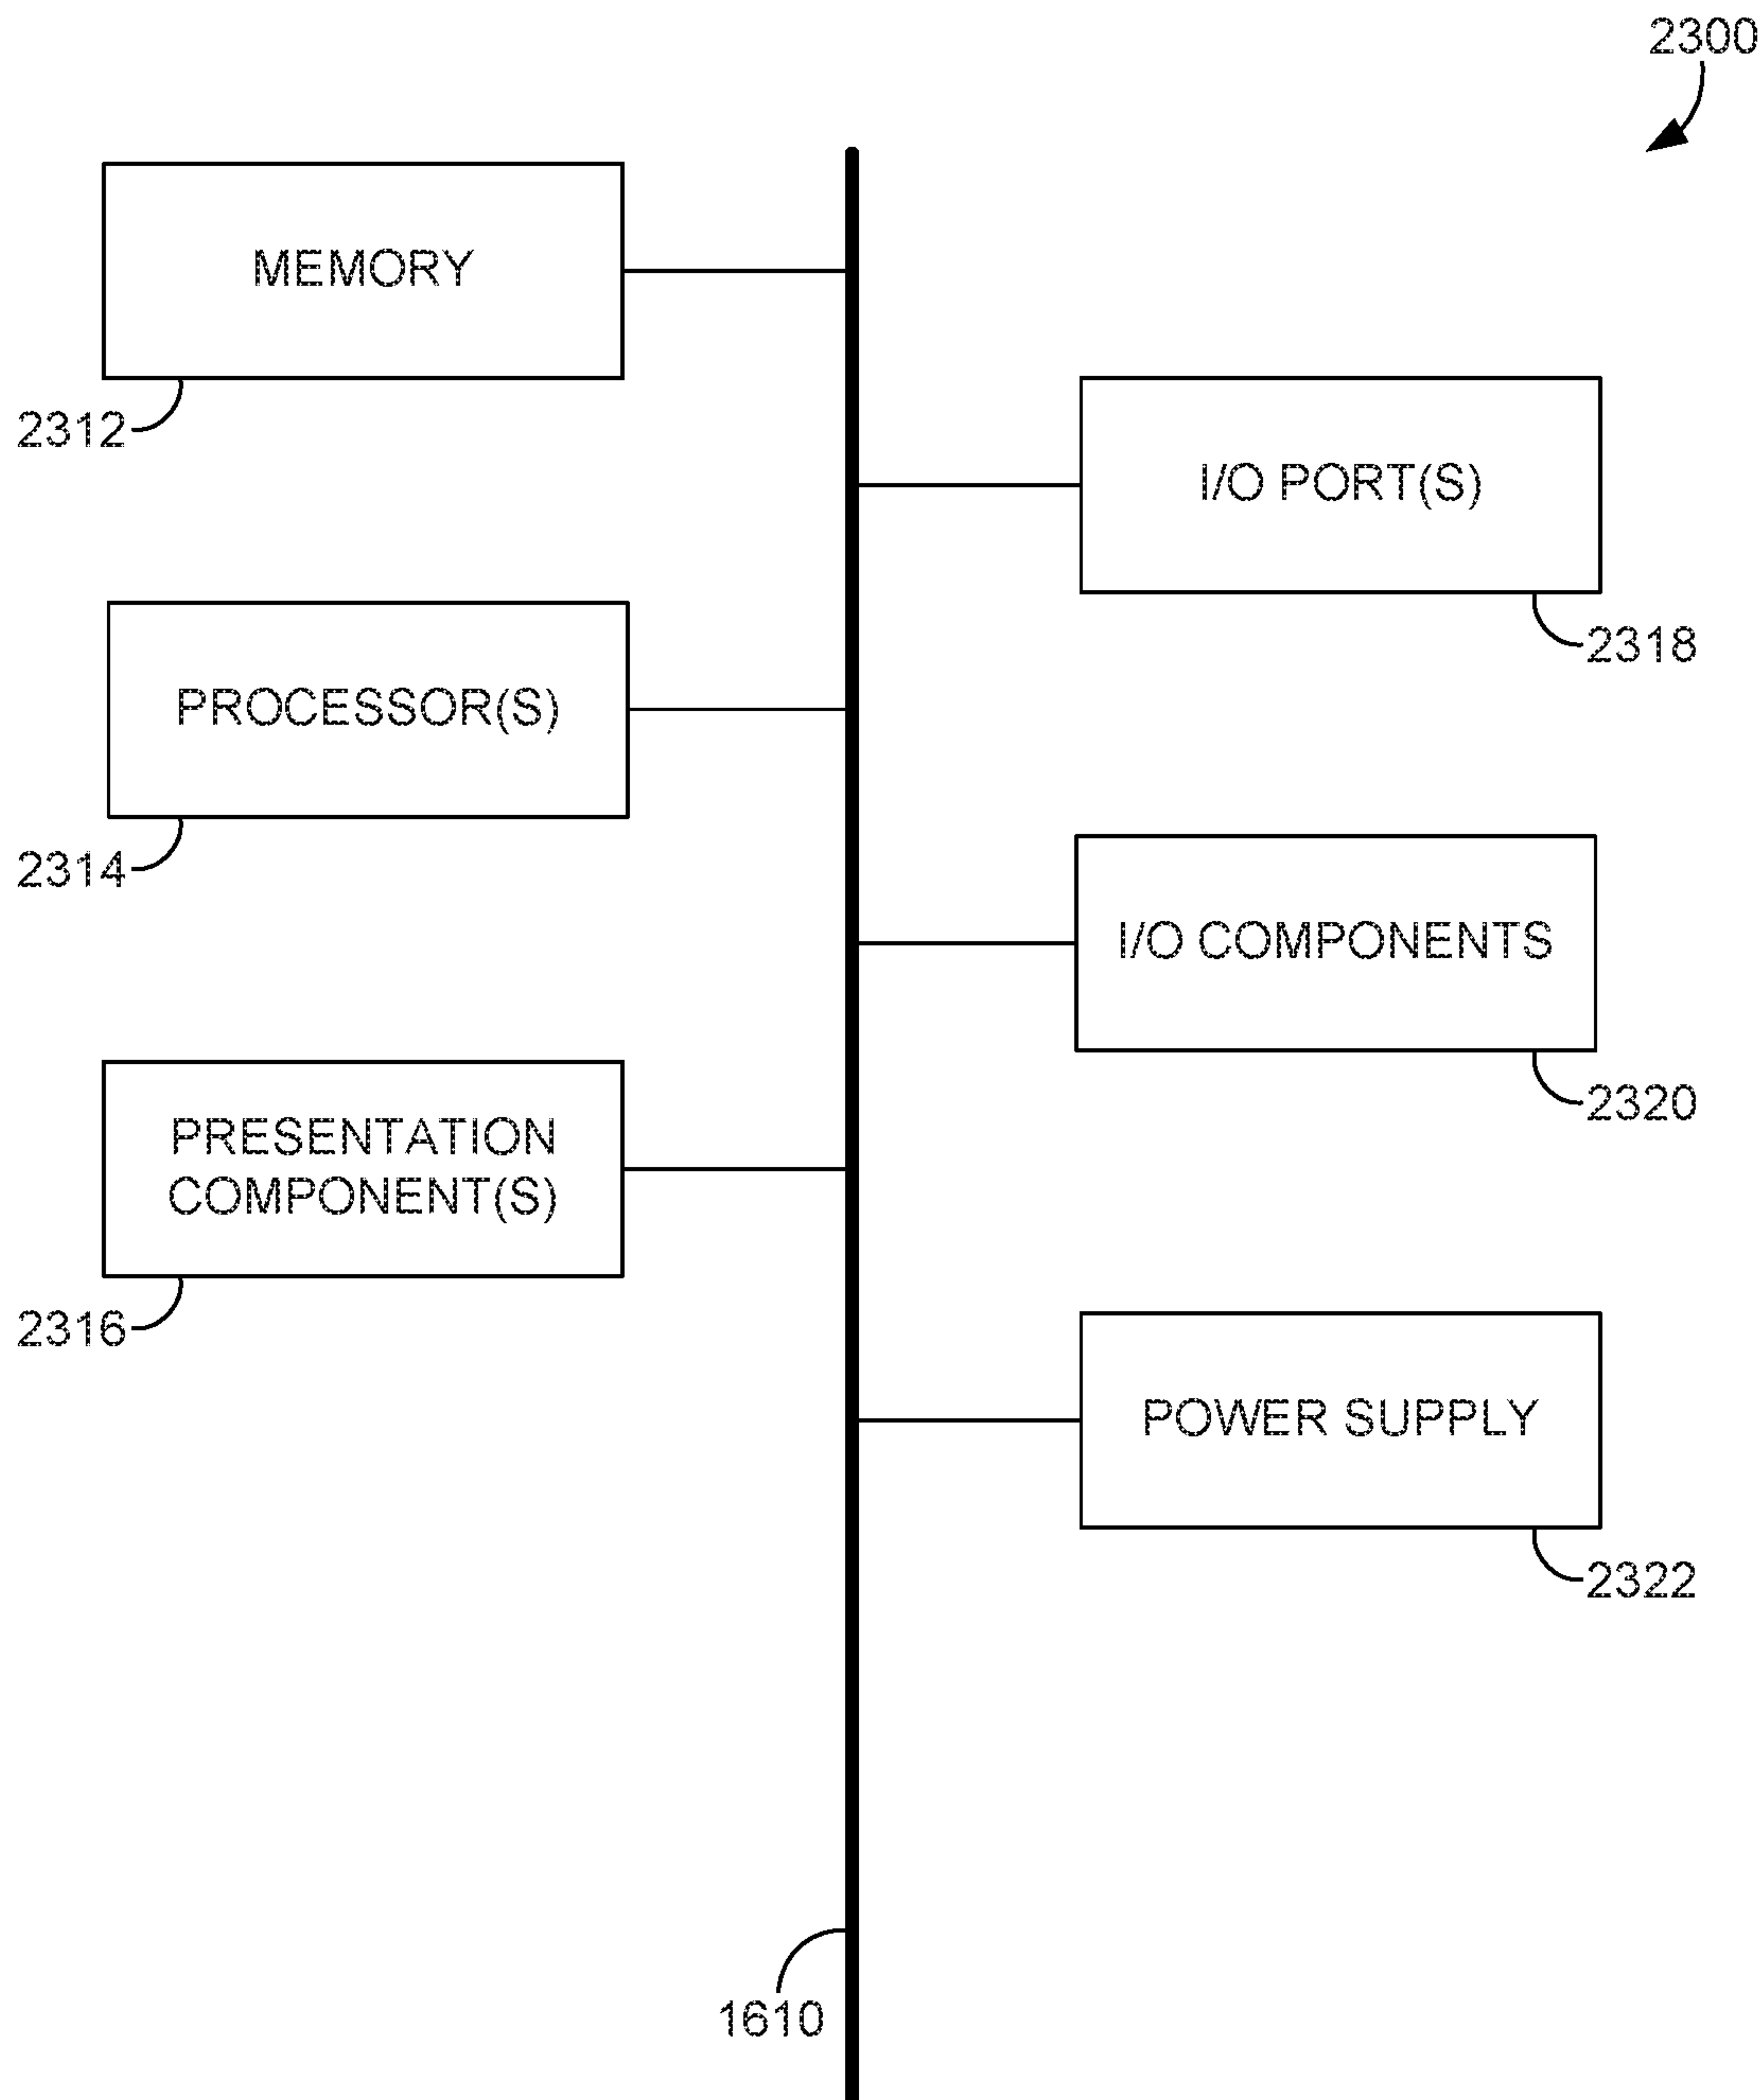 2300
MEMORY
2312
I/O PORT(S)
2318
PROCESSOR(S)
2314
I/O COMPONENTS
2320
PRESENTATION
COMPONENT(S)
2316
POWER SUPPLY
2322
1610